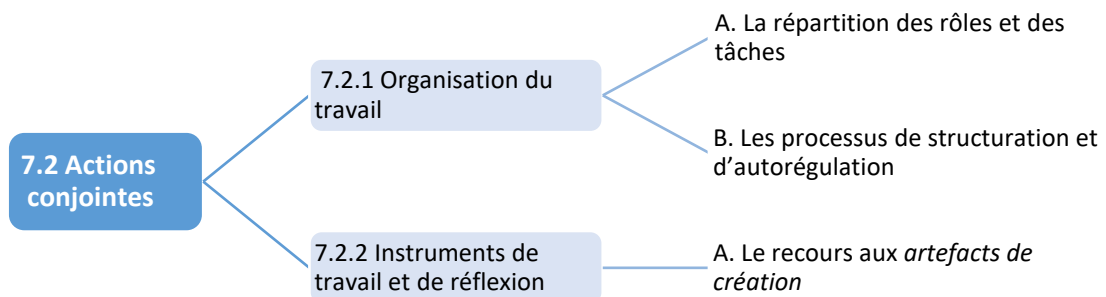 7.2 Actions
conjointes
7.2.1 Organisation du
travail
A. La répartition des rôles et des
tâches
B. Les processus de structuration et
d'autorégulation
7.2.2 Instruments de
travail et de réflexion
A. Le recours aux artefacts de
création